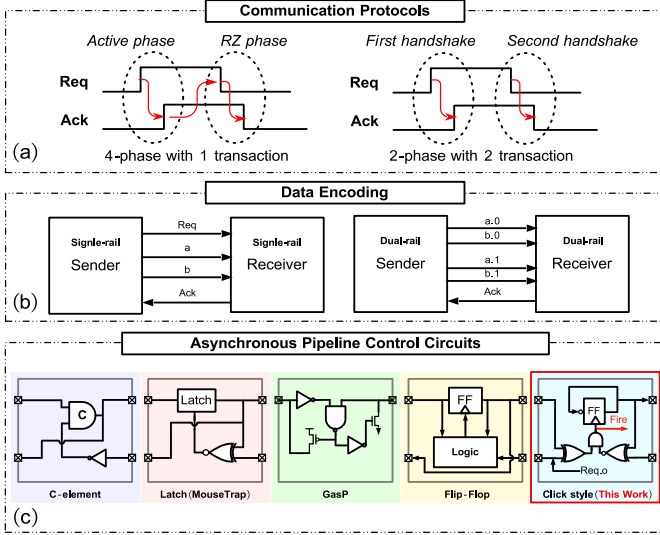 Communication Protocols
Active phase RZ phase First handshake Second handshake
Req Req
Ack Ack
(a) 4-phase with 1 transaction 2-phase with 2 transaction
Data Encoding
Signle-rail Sender Req a b Ack Signle-rail Receiver
Dual-rail Sender a.0 b.0 a.1 b.1 Ack Dual-rail Receiver
(b)
Asynchronous Pipeline Control Circuits
C Latch FF Logic FF Fire Req.o
C-element Latch(MouseTrap) GasP Flip-Flop Click style(This Work)
(c)